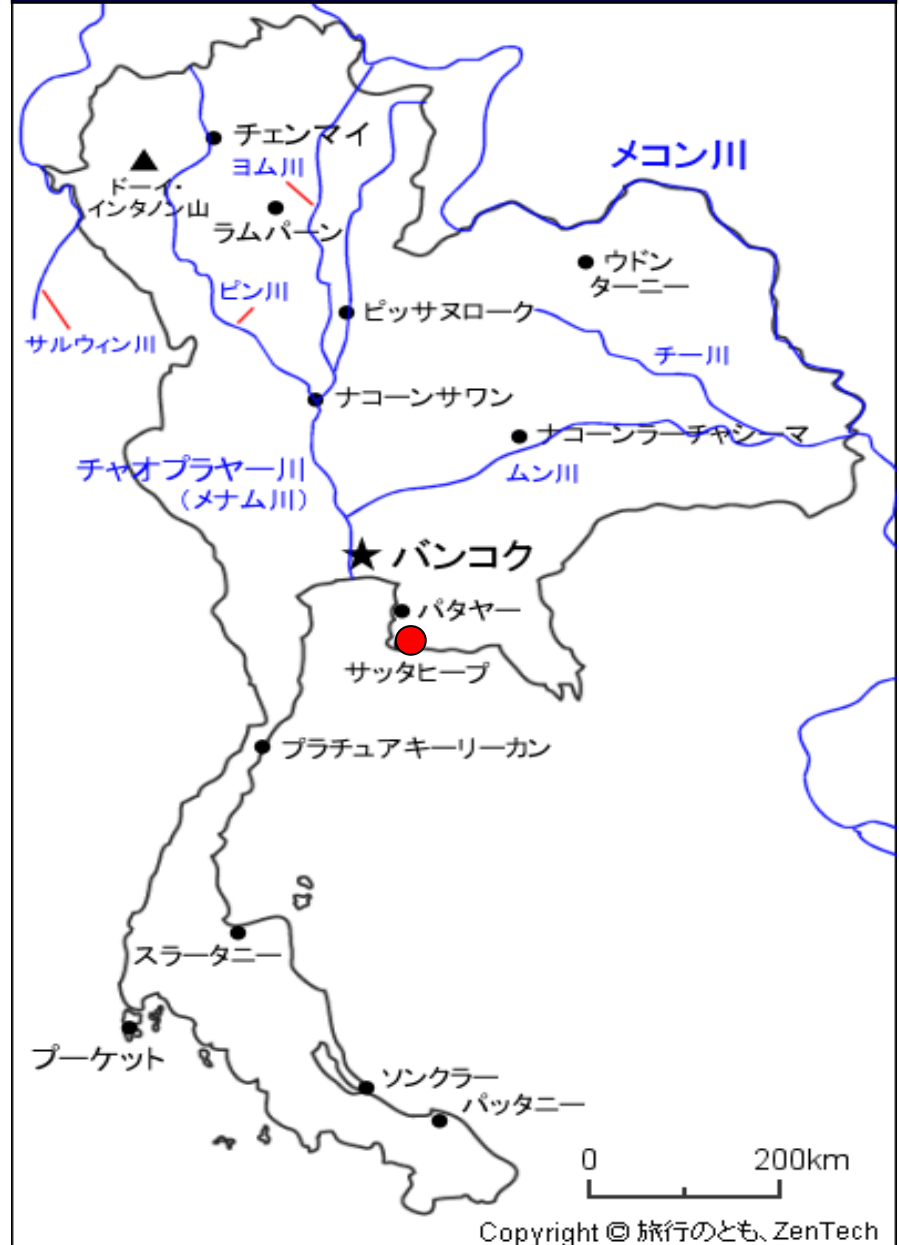 チェンマイ
メコン川
ヨム川
ドーイ・
インタノン山
ラムパーン
ウドン
ターニー
ピン川
ピッサヌローク
サルウィン川
チー川
ナコーンサワン
ナコーンラーチャシーマ
チャオプラヤー川
(メナム川)
ムン川
バンコク
パタヤー
サッタヒープ
プラチュアキーリーカン
スラータニー
プーケット
ソンクラー
パッタニー
0 200km
Copyright © 旅行のとも、ZenTech